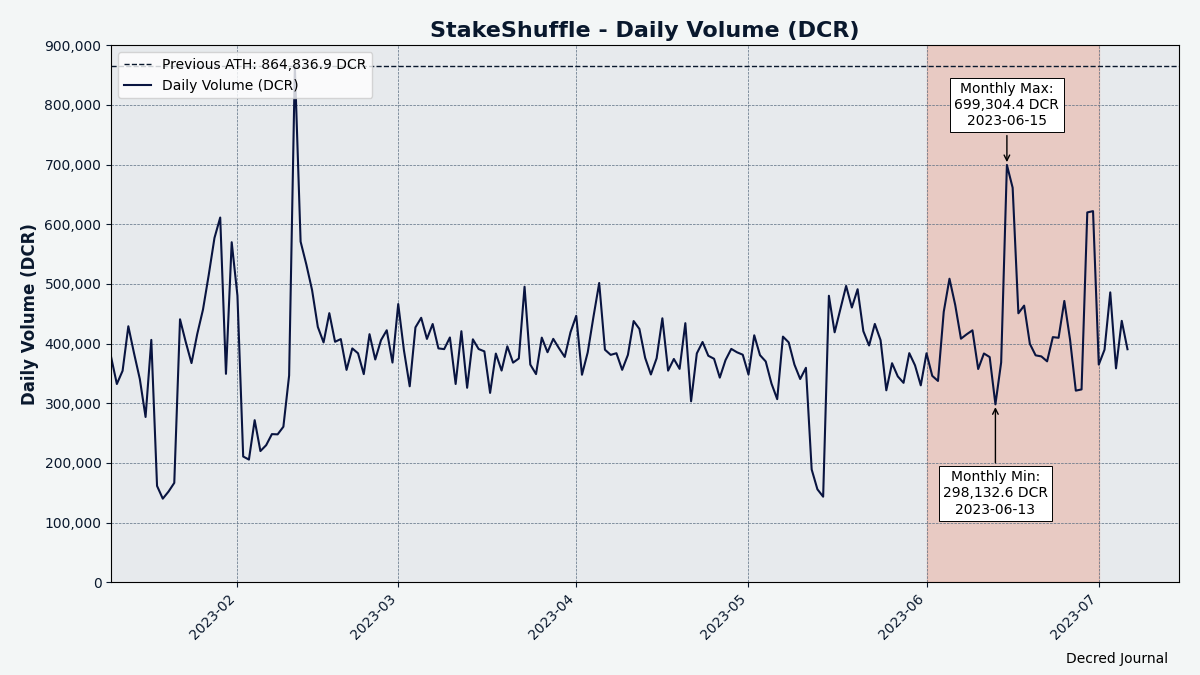 StakeShuffle - Daily Volume (DCR)
Previous ATH: 864,836.9 DCR
Daily Volume (DCR)
Daily Volume (DCR)
900,000
800,000
700,000
600,000
500,000
400,000
300,000
200,000
100,000
0
Monthly Max:
699,304.4 DCR
2023-06-15
Monthly Min:
298,132.6 DCR
2023-06-13
2023-02
2023-03
2023-04
2023-05
2023-06
2023-07
Decred Journal